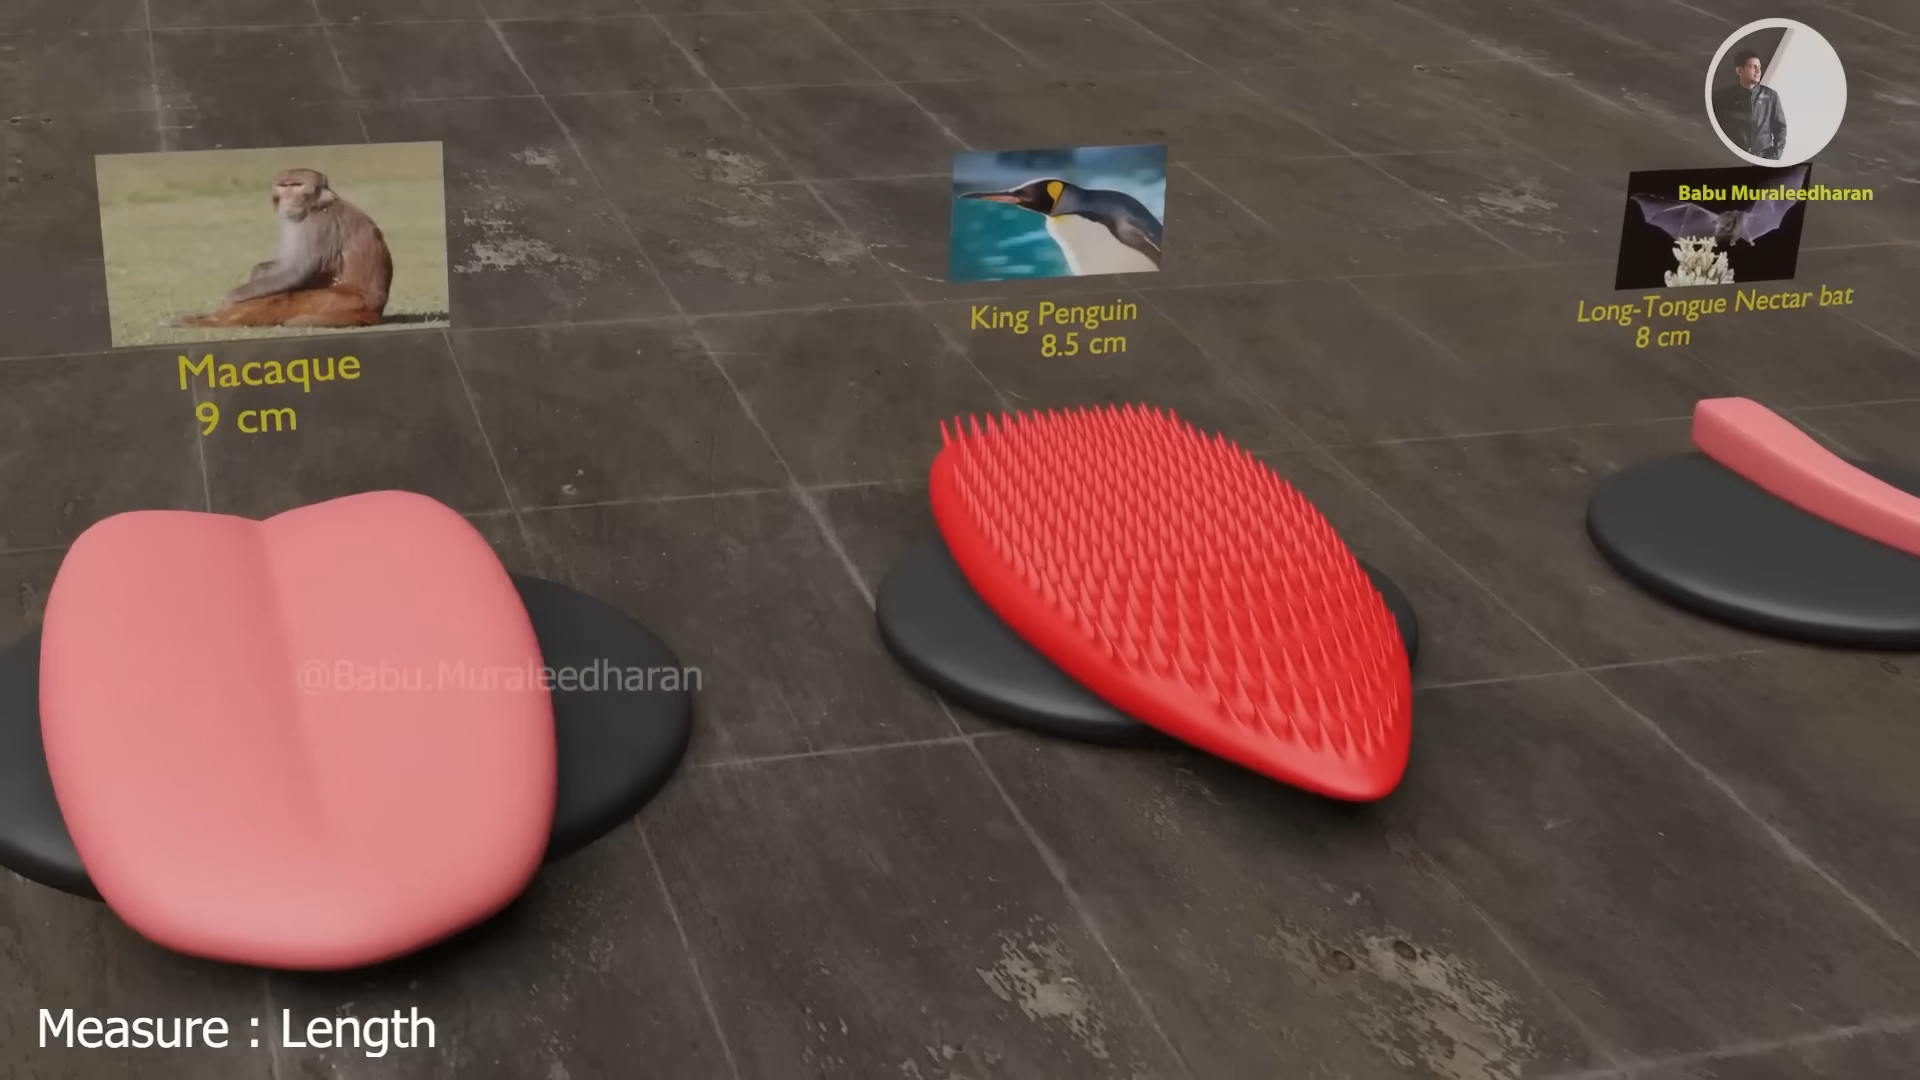 Babu Muraleedharan
Macaque
9 cm
King Penguin
8.5 cm
Long-Tongue Nectar bat
8 cm
@Babu.Muraleedharan
Measure : Length